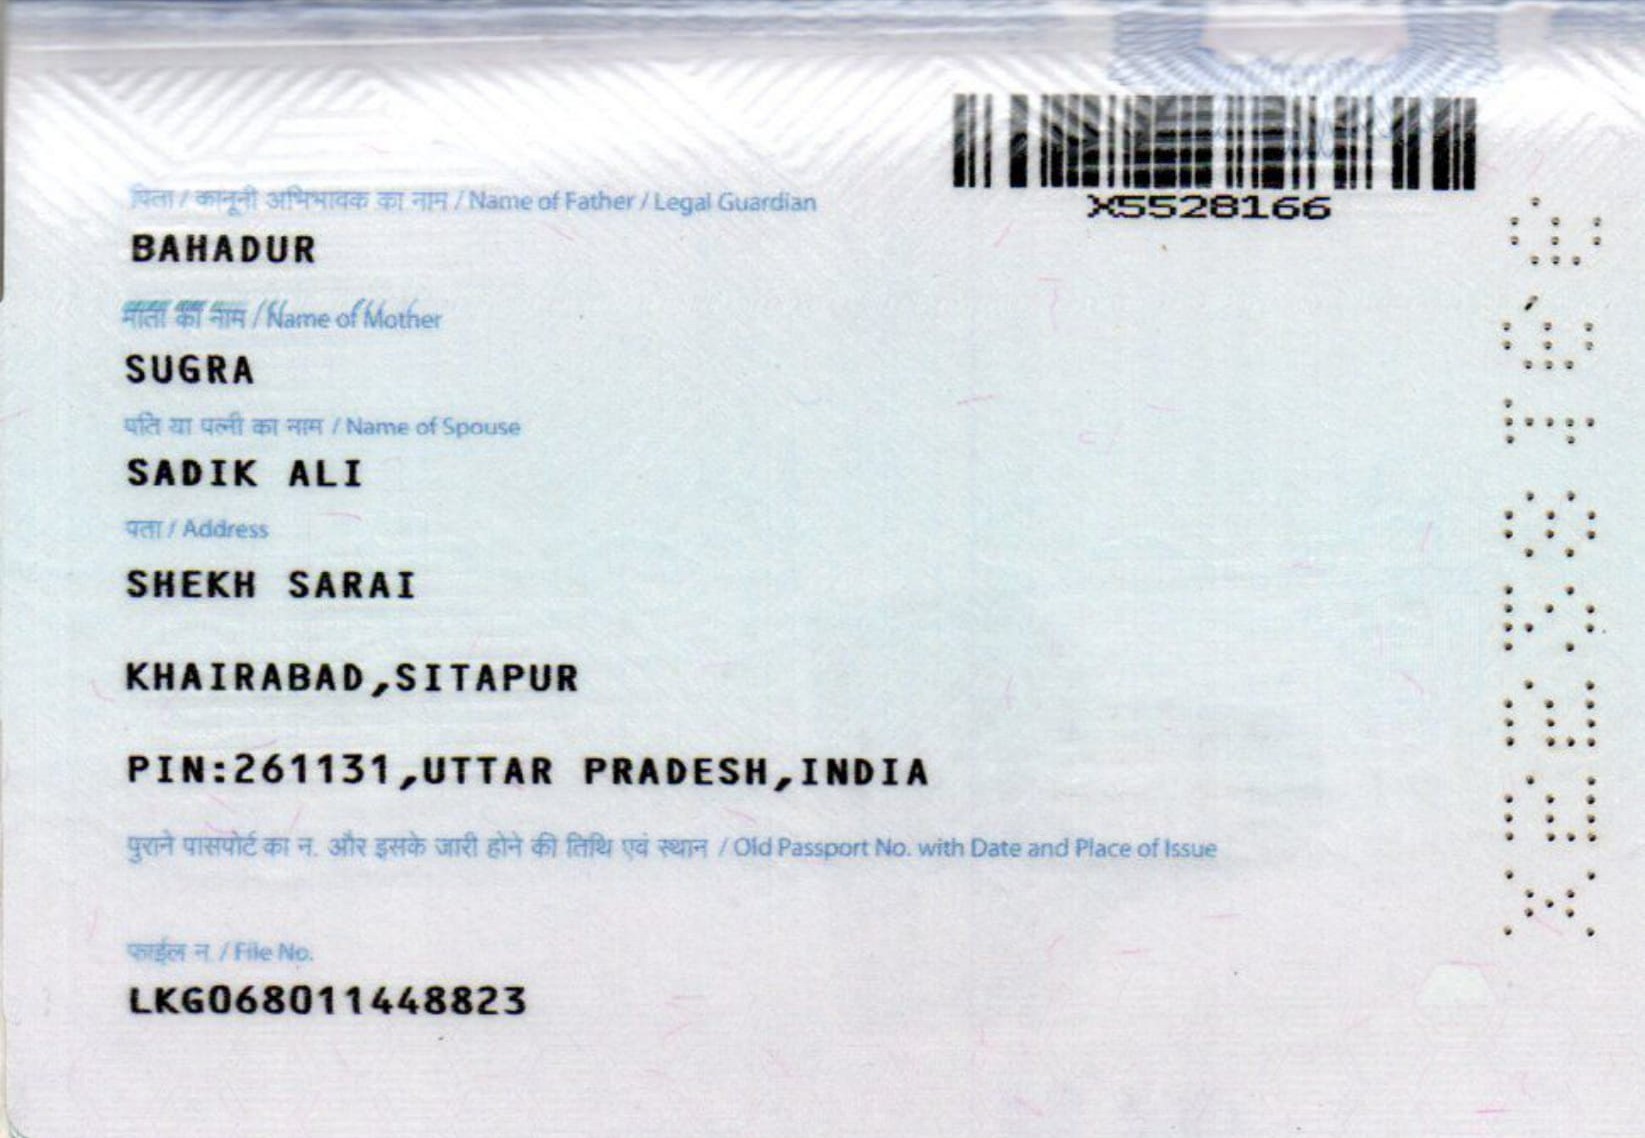 X5528166
पिता / कानूनी अभिभावक का नाम / Name of Father / Legal Guardian
BAHADUR
माता का नाम / Name of Mother
SUGRA
पति या पत्नी का नाम / Name of Spouse
SADIK ALI
पता / Address
SHEKH SARAI
KHAIRABAD,SITAPUR
PIN:261131,UTTAR PRADESH,INDIA
पुराने पासपोर्ट का न. और इसके जारी होने की तिथि एवं स्थान / Old Passport No. with Date and Place of Issue
फाईल न. / File No.
LKG068011448823
X5528166